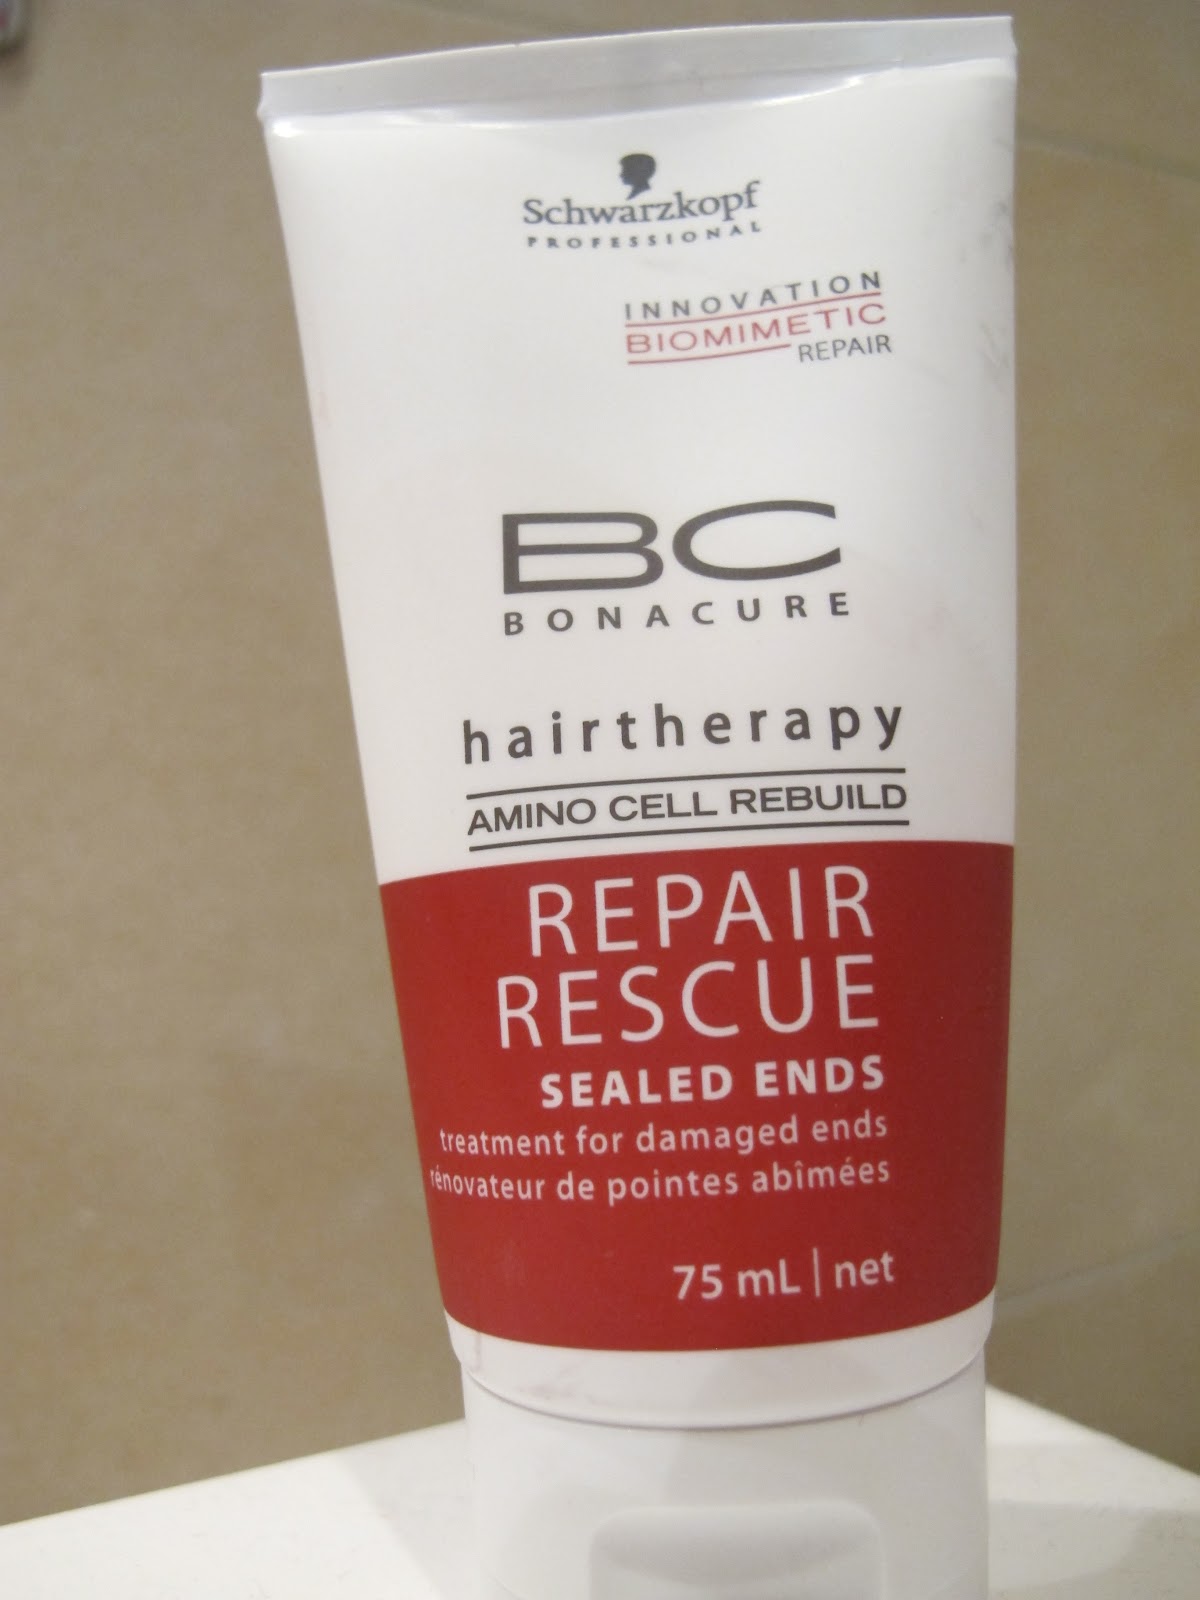 Schwarzkopf
PROFESSIONAL
INNOVATION
BIOMIMETIC
REPAIR
BC
BONACURE
hairtherapy
AMINO CELL REBUILD
REPAIR
RESCUE
SEALED ENDS
treatment for damaged ends
rénovateur de pointes abîmées
75 mL | net